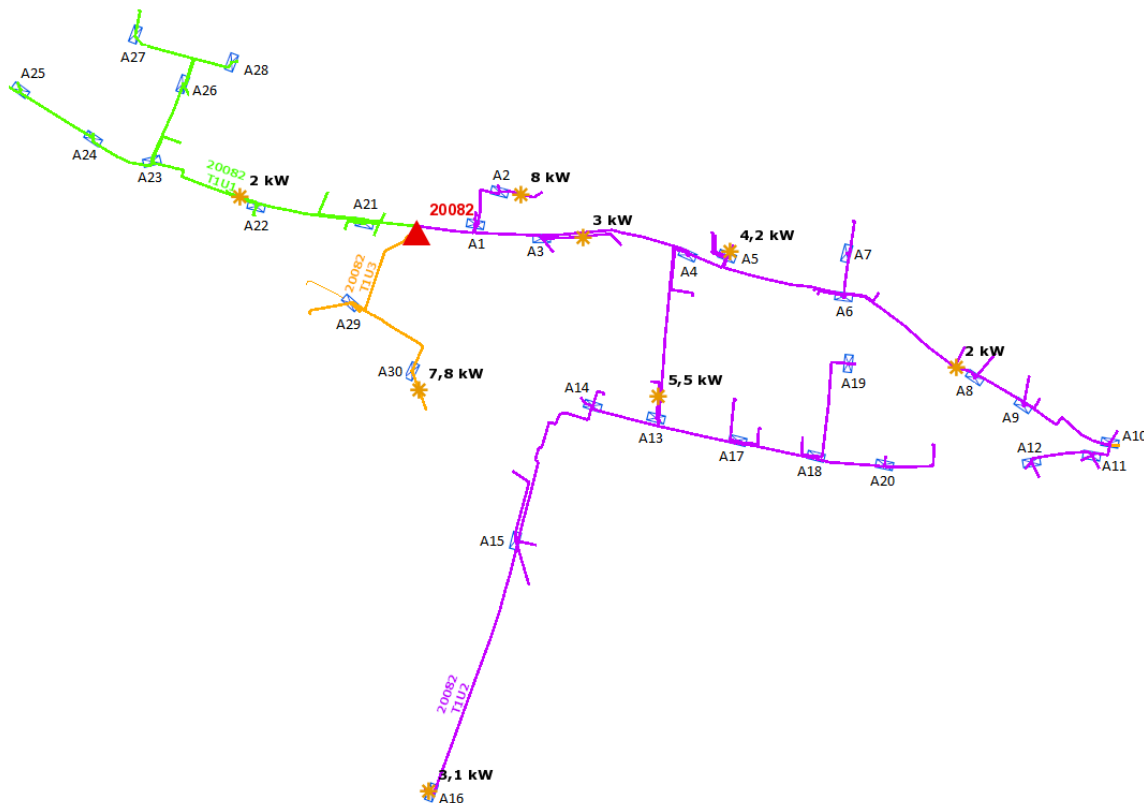 A27
A28
A25
A26
A24
A23
20082
T1U1
2 kW
A22
A21
20082
A2
8 kW
A1
A3
3 kW
4,2 kW
A5
A4
A7
A6
20082
T1U3
A29
A30
7,8 kW
2 kW
A8
A19
5,5 kW
A14
A13
A17
A18
A20
A9
A10
A12
A11
A15
20082
T1U2
3,1 kW
A16